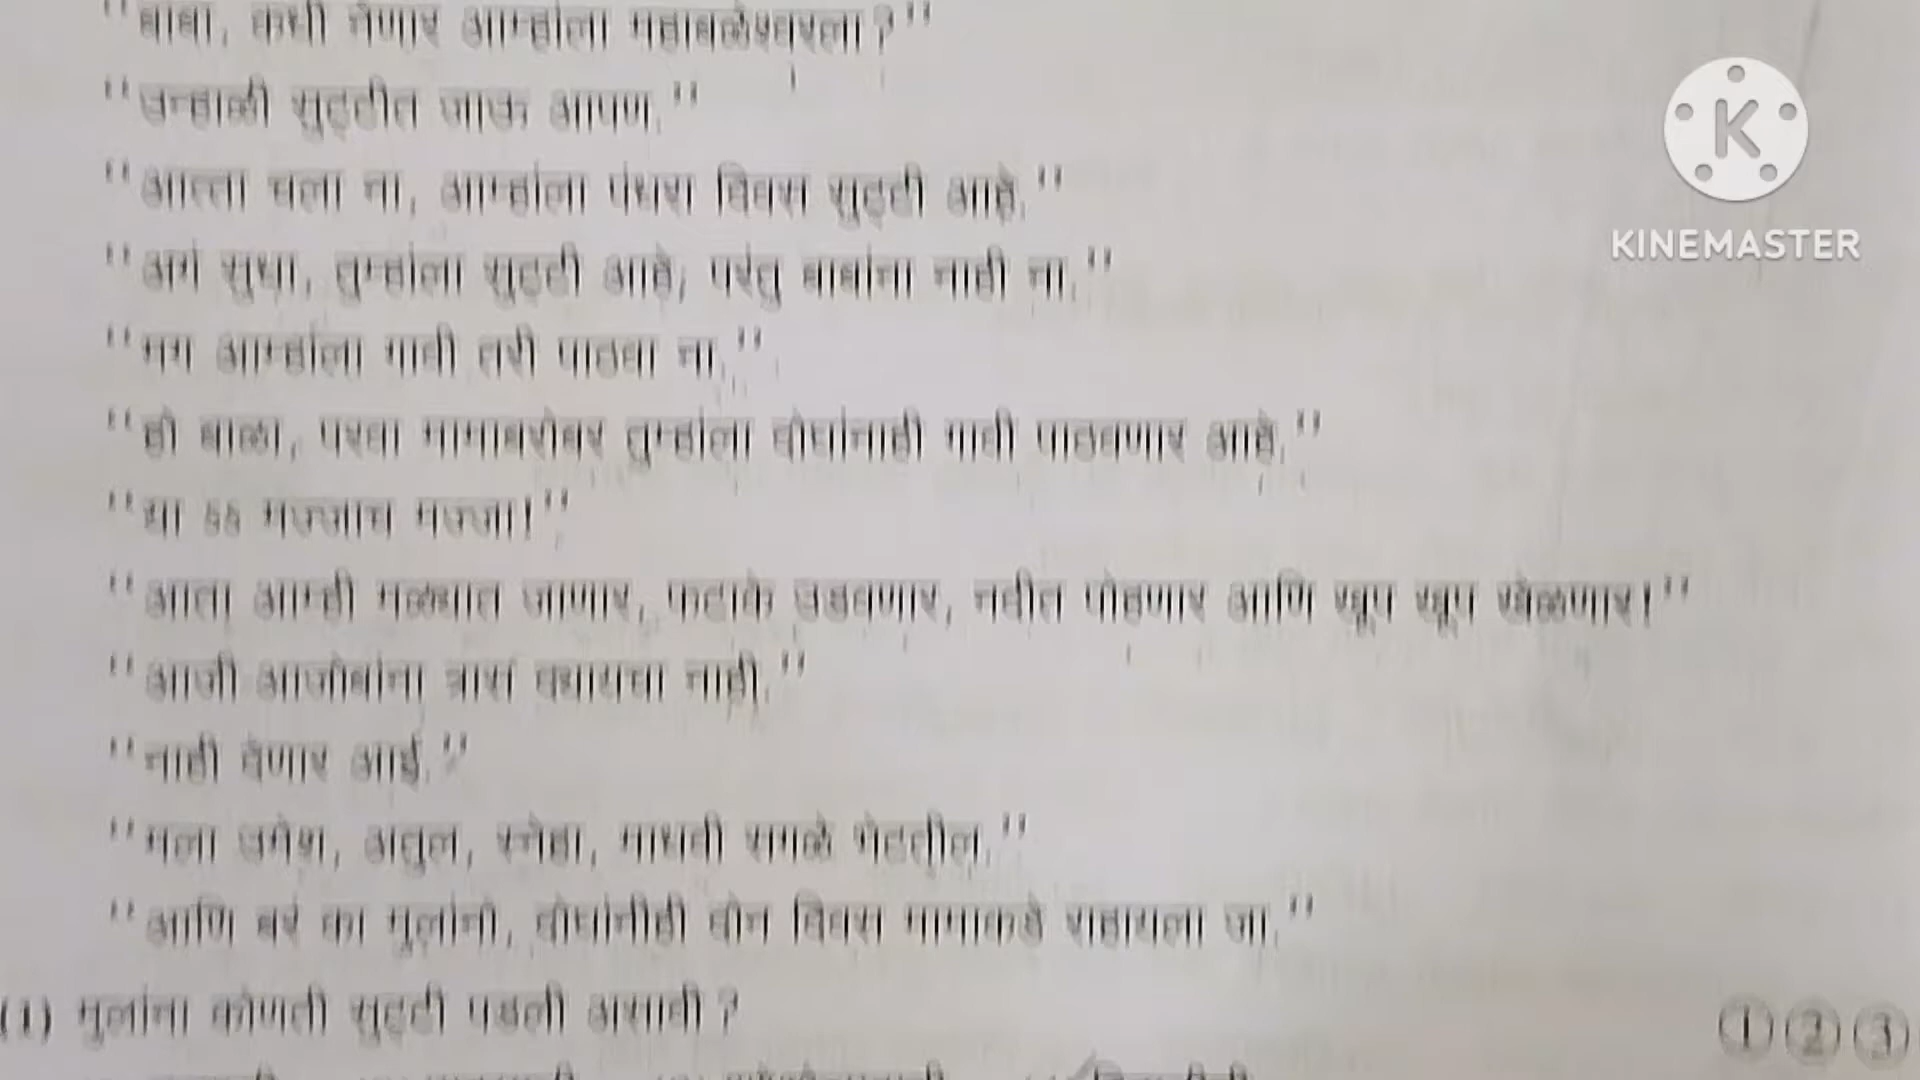 "बाबा, कधी नेणार आम्हांला महाबळेश्वरला?"
"उन्हाळी सुट्टीत जाऊ आपण."
"आत्ता चला ना, आम्हांला पंधरा दिवस सुट्टी आहे."
"अगं सुधा, तुम्हांला सुट्टी आहे; परंतु बाबांना नाही ना."
"मग आम्हांला गावी तरी पाठवा ना."
"हो बाळा, परवा मामाबरोबर तुम्हांला दोघांनाही गावी पाठवणार आहे."
"या ऽऽ मज्जाच मज्जा!"
"आता आम्ही मळ्यात जाणार, फटाके उडवणार, नदीत पोहणार आणि खूप खूप खेळणार!"
"आजी आजोबांना त्रास द्यायचा नाही."
"नाही देणार आई."
"मला उमेश, अतुल, स्नेहा, माधवी सगळे भेटतील."
"आणि बरं का मुलांनो, दोघांनीही दोन दिवस मामाकडे राहायला जा."
(1) मुलांना कोणती सुट्टी पडली असावी? ① ② ③
KINEMASTER